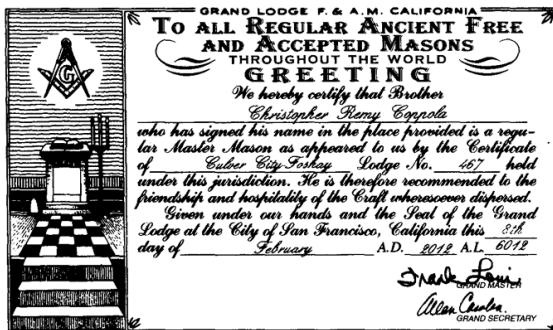 GRAND LODGE F. & A.M. CALIFORNIA
TO ALL REGULAR ANCIENT FREE
AND ACCEPTED MASONS
THROUGHOUT THE WORLD
GREETING
We hereby certify that Brother
Christopher Remy Coppola
who has signed his name in the place provided is a regu-
lar Master Mason as appeared to us by the Certificate
of Culver City-Foshay Lodge No. 467 held
under this jurisdiction. He is therefore recommended to the
friendship and hospitality of the Craft wheresoever dispersed.
Given under our hands and the Seal of the Grand
Lodge at the City of San Francisco, California this 8th
day of February A.D. 2012 A.L. 6012
GRAND MASTER
GRAND SECRETARY
G